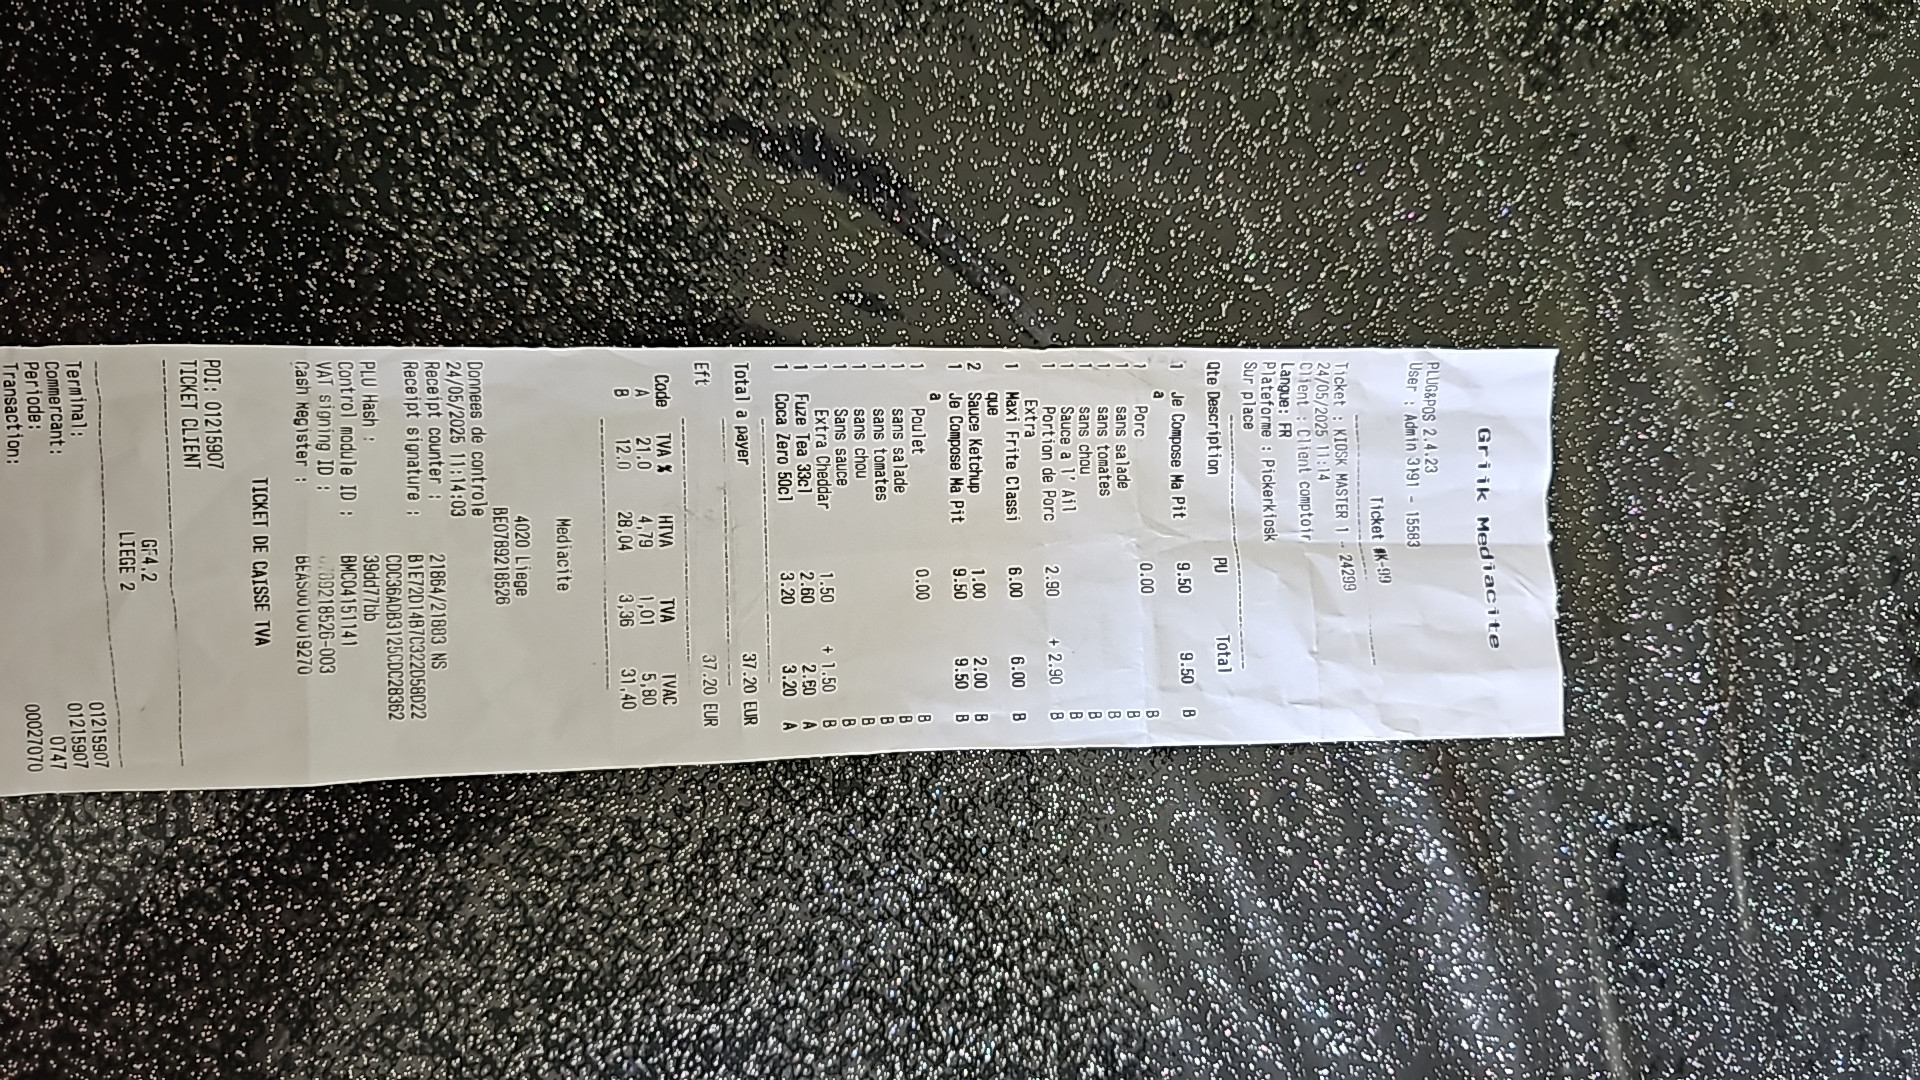 Griik Mediacite
PLUG&POS 2.4.23
User : Admin 3191 - 15583
Ticket #K-99
Ticket : KIOSK MASTER 1 - 24299
24/05/2025 11:14
Client : Client comptoir
Langue: FR
Plateforme : Pickerkiosk
Sur place
Qte Description PU Total
1 Je Compose Ma Pit 9.50 9.50 B
a
1 Porc 0.00 B
1 sans salade B
1 sans tomates B
1 sans chou B
1 Sauce a l' Ail B
1 Portion de Porc 2.90 + 2.90 B
Extra
1 Maxi Frite Classi 6.00 6.00 B
que
2 Sauce Ketchup 1.00 2.00 B
1 Je Compose Ma Pit 9.50 9.50 B
a
1 Poulet 0.00 B
1 sans salade B
1 sans tomates B
1 sans chou B
1 Sans sauce B
1 Extra Cheddar 1.50 + 1.50 B
1 Fuze Tea 33cl 2.60 2.60 A
1 Coca Zero 50cl 3.20 3.20 A
Total a payer 37.20 EUR
Eft 37.20 EUR
Code TVA % HTVA TVA TVAC
A 21,0 4,79 1,01 5,80
B 12,0 28,04 3,36 31,40
Mediacite
4020 Liege
BE0789218526
Donnees de controle
24/05/2025 11:14:03
Receipt counter : 21864/21883 NS
Receipt signature : B1E72D14B7C322D58D22
CDC36ADB3125CDC2B362
PLU Hash : 39dd77bb
Control module ID : BMC04151141
VAT signing ID :
Cash Register :
TICKET DE CAISSE TVA
POI: 01215907
TICKET CLIENT
GF4.2
LIEGE 2
Terminal: 01215907
Commercant: 01215907
Periode: 0747
Transaction: 00027070